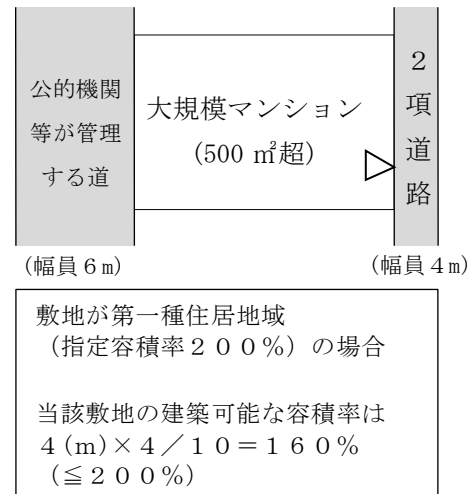 公的機関
等が管理
する道
大規模マンション
(500 ㎡超)
２
項
道
路
(幅員６ｍ)
(幅員４ｍ)
敷地が第一種住居地域
（指定容積率２００％）の場合
当該敷地の建築可能な容積率は
４(ｍ)×４／10＝１６０％
（≦２００％）